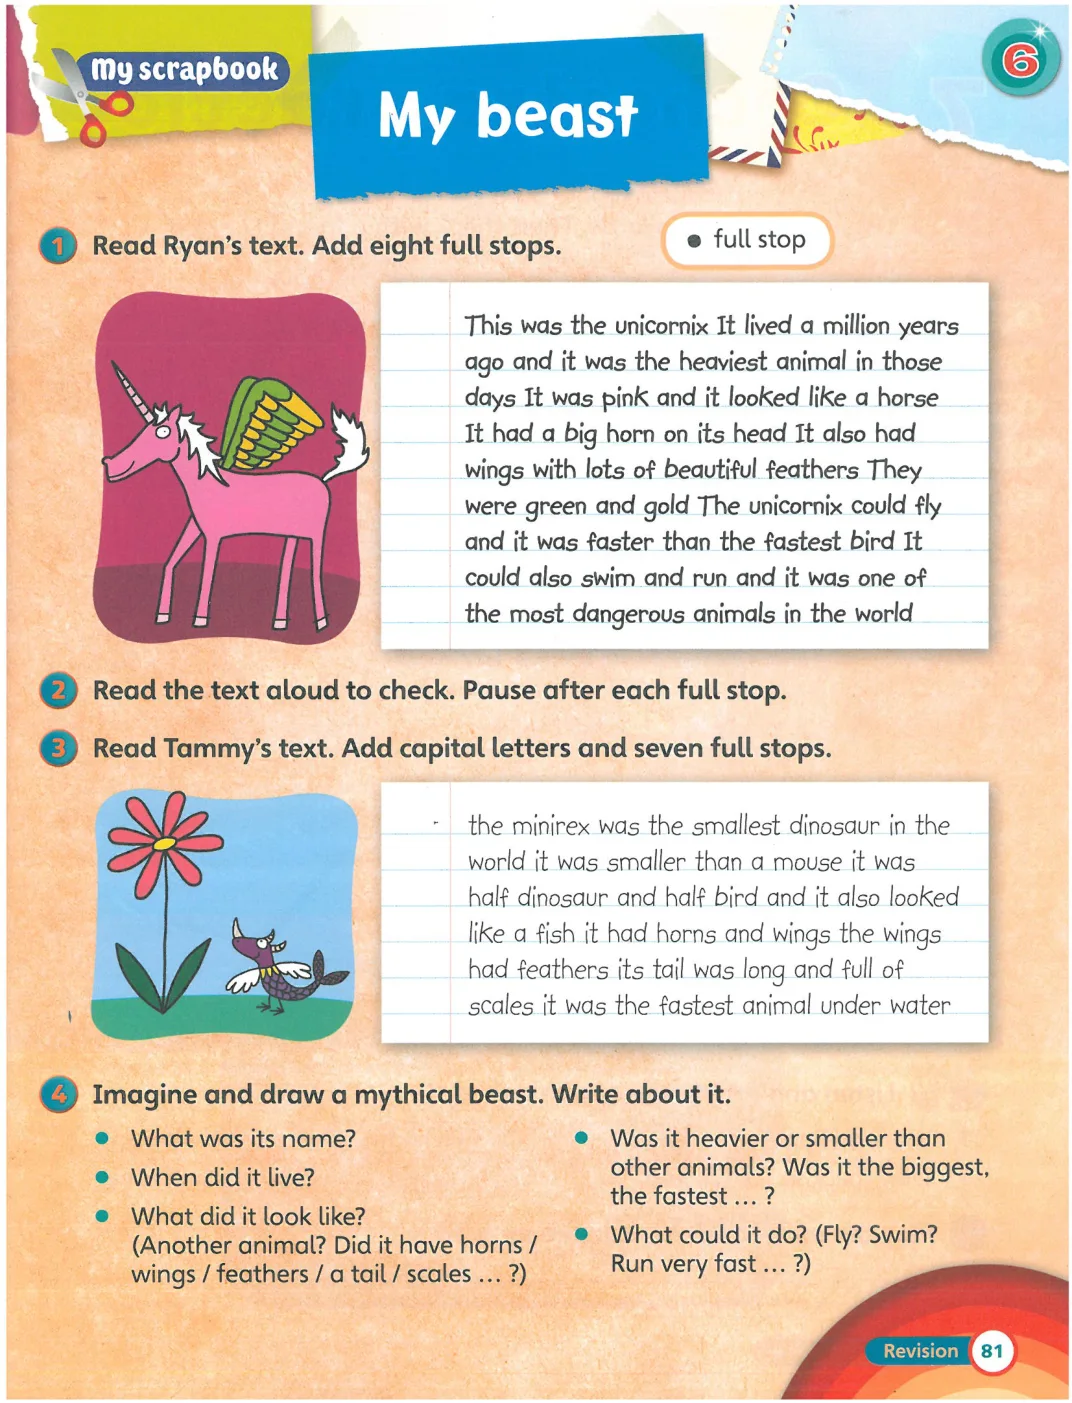 My scrapbook
My beast
6
1 Read Ryan's text. Add eight full stops.
• full stop
This was the unicornix It lived a million years
ago and it was the heaviest animal in those
days It was pink and it looked like a horse
It had a big horn on its head It also had
wings with lots of beautiful feathers They
were green and gold The unicornix could fly
and it was faster than the fastest bird It
could also swim and run and it was one of
the most dangerous animals in the world
2 Read the text aloud to check. Pause after each full stop.
3 Read Tammy's text. Add capital letters and seven full stops.
the minirex was the smallest dinosaur in the
world it was smaller than a mouse it was
half dinosaur and half bird and it also looked
like a fish it had horns and wings the wings
had feathers its tail was long and full of
scales it was the fastest animal under water
4 Imagine and draw a mythical beast. Write about it.
• What was its name?
• When did it live?
• What did it look like?
(Another animal? Did it have horns /
wings / feathers / a tail / scales ... ?)
• Was it heavier or smaller than
other animals? Was it the biggest,
the fastest ... ?
• What could it do? (Fly? Swim?
Run very fast ... ?)
Revision 81